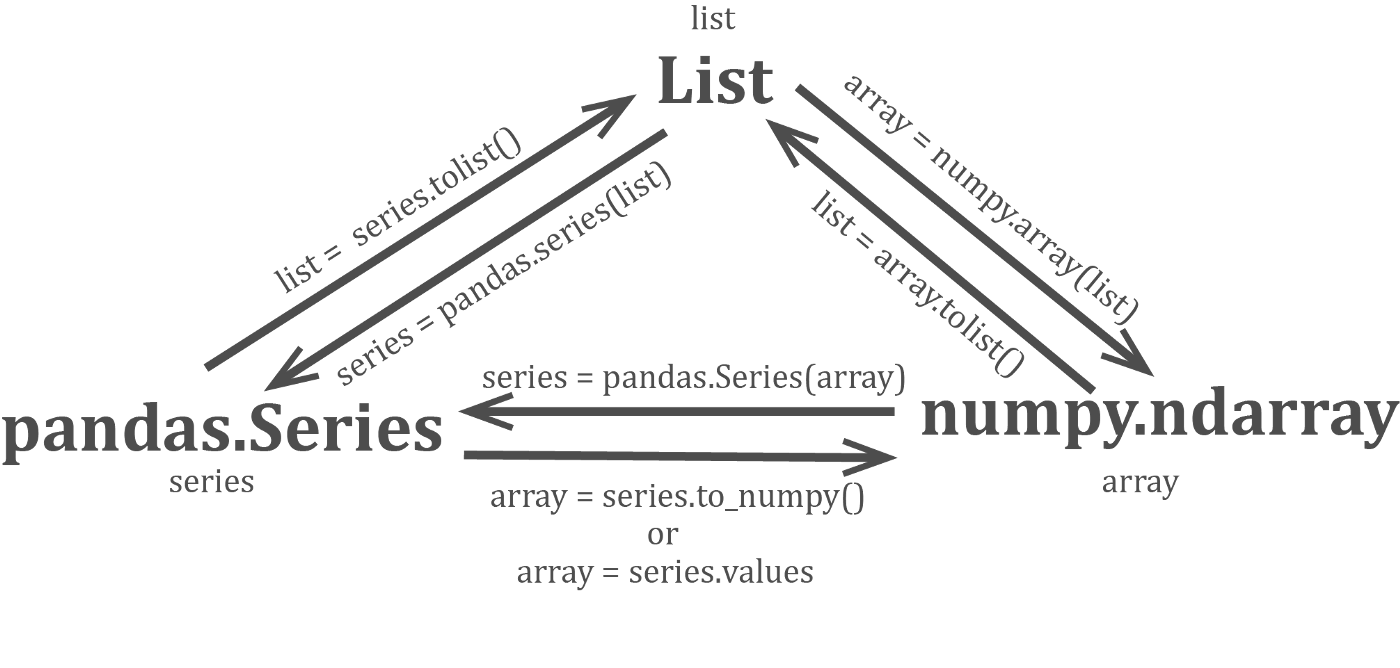 list
List
array = numpy.array(list)
list = series.tolist()
series = pandas.series(list)
list = array.tolist()
series = pandas.Series(array)
pandas.Series
numpy.ndarray
series
array
array = series.to_numpy()
or
array = series.values